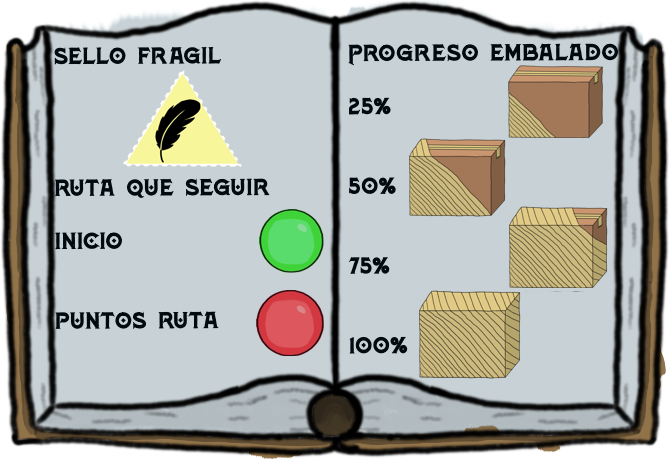 SELLO FRAGIL
RUTA QUE SEGUIR
INICIO
PUNTOS RUTA
PROGRESO EMBALADO
25%
50%
75%
100%